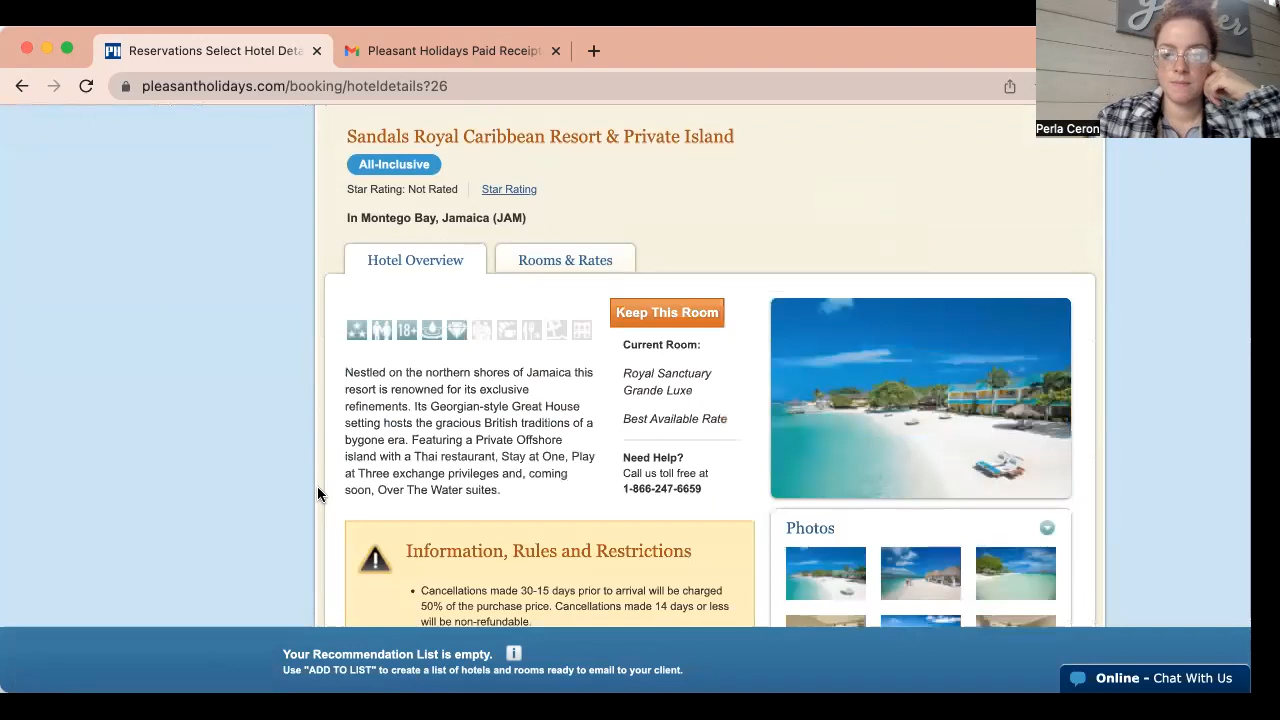 Reservations Select Hotel Deta
Pleasant Holidays Paid Receipt
pleasantholidays.com/booking/hoteldetails?26
Perla Ceron
Sandals Royal Caribbean Resort & Private Island
All-Inclusive
Star Rating: Not Rated
Star Rating
In Montego Bay, Jamaica (JAM)
Hotel Overview
Rooms & Rates
18+
Nestled on the northern shores of Jamaica this
resort is renowned for its exclusive
refinements. Its Georgian-style Great House
setting hosts the gracious British traditions of a
bygone era. Featuring a Private Offshore
island with a Thai restaurant, Stay at One, Play
at Three exchange privileges and, coming
soon, Over The Water suites.
Keep This Room
Current Room:
Royal Sanctuary
Grande Luxe
Best Available Rate
Need Help?
Call us toll free at
1-866-247-6659
Information, Rules and Restrictions
• Cancellations made 30-15 days prior to arrival will be charged
50% of the purchase price. Cancellations made 14 days or less
will be non-refundable.
Photos
Your Recommendation List is empty.
Use "ADD TO LIST" to create a list of hotels and rooms ready to email to your client.
Online - Chat With Us